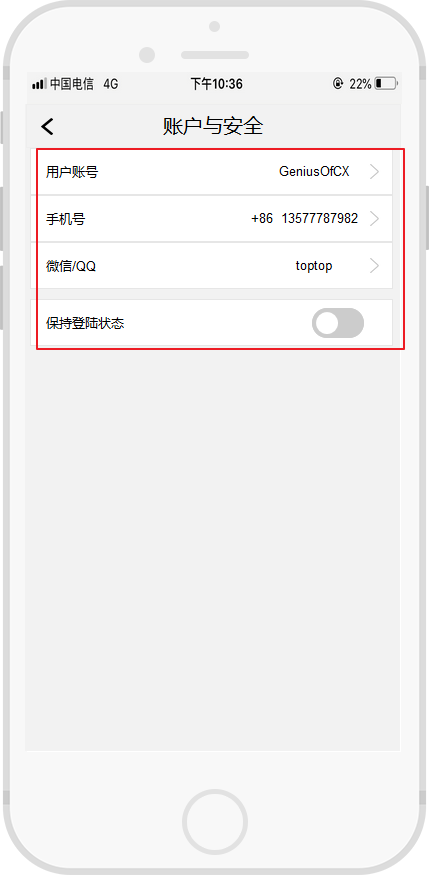 中国电信 4G 下午10:36 22%
账户与安全
用户账号 GeniusOfCX
手机号 +86 13577787982
微信/QQ toptop
保持登陆状态